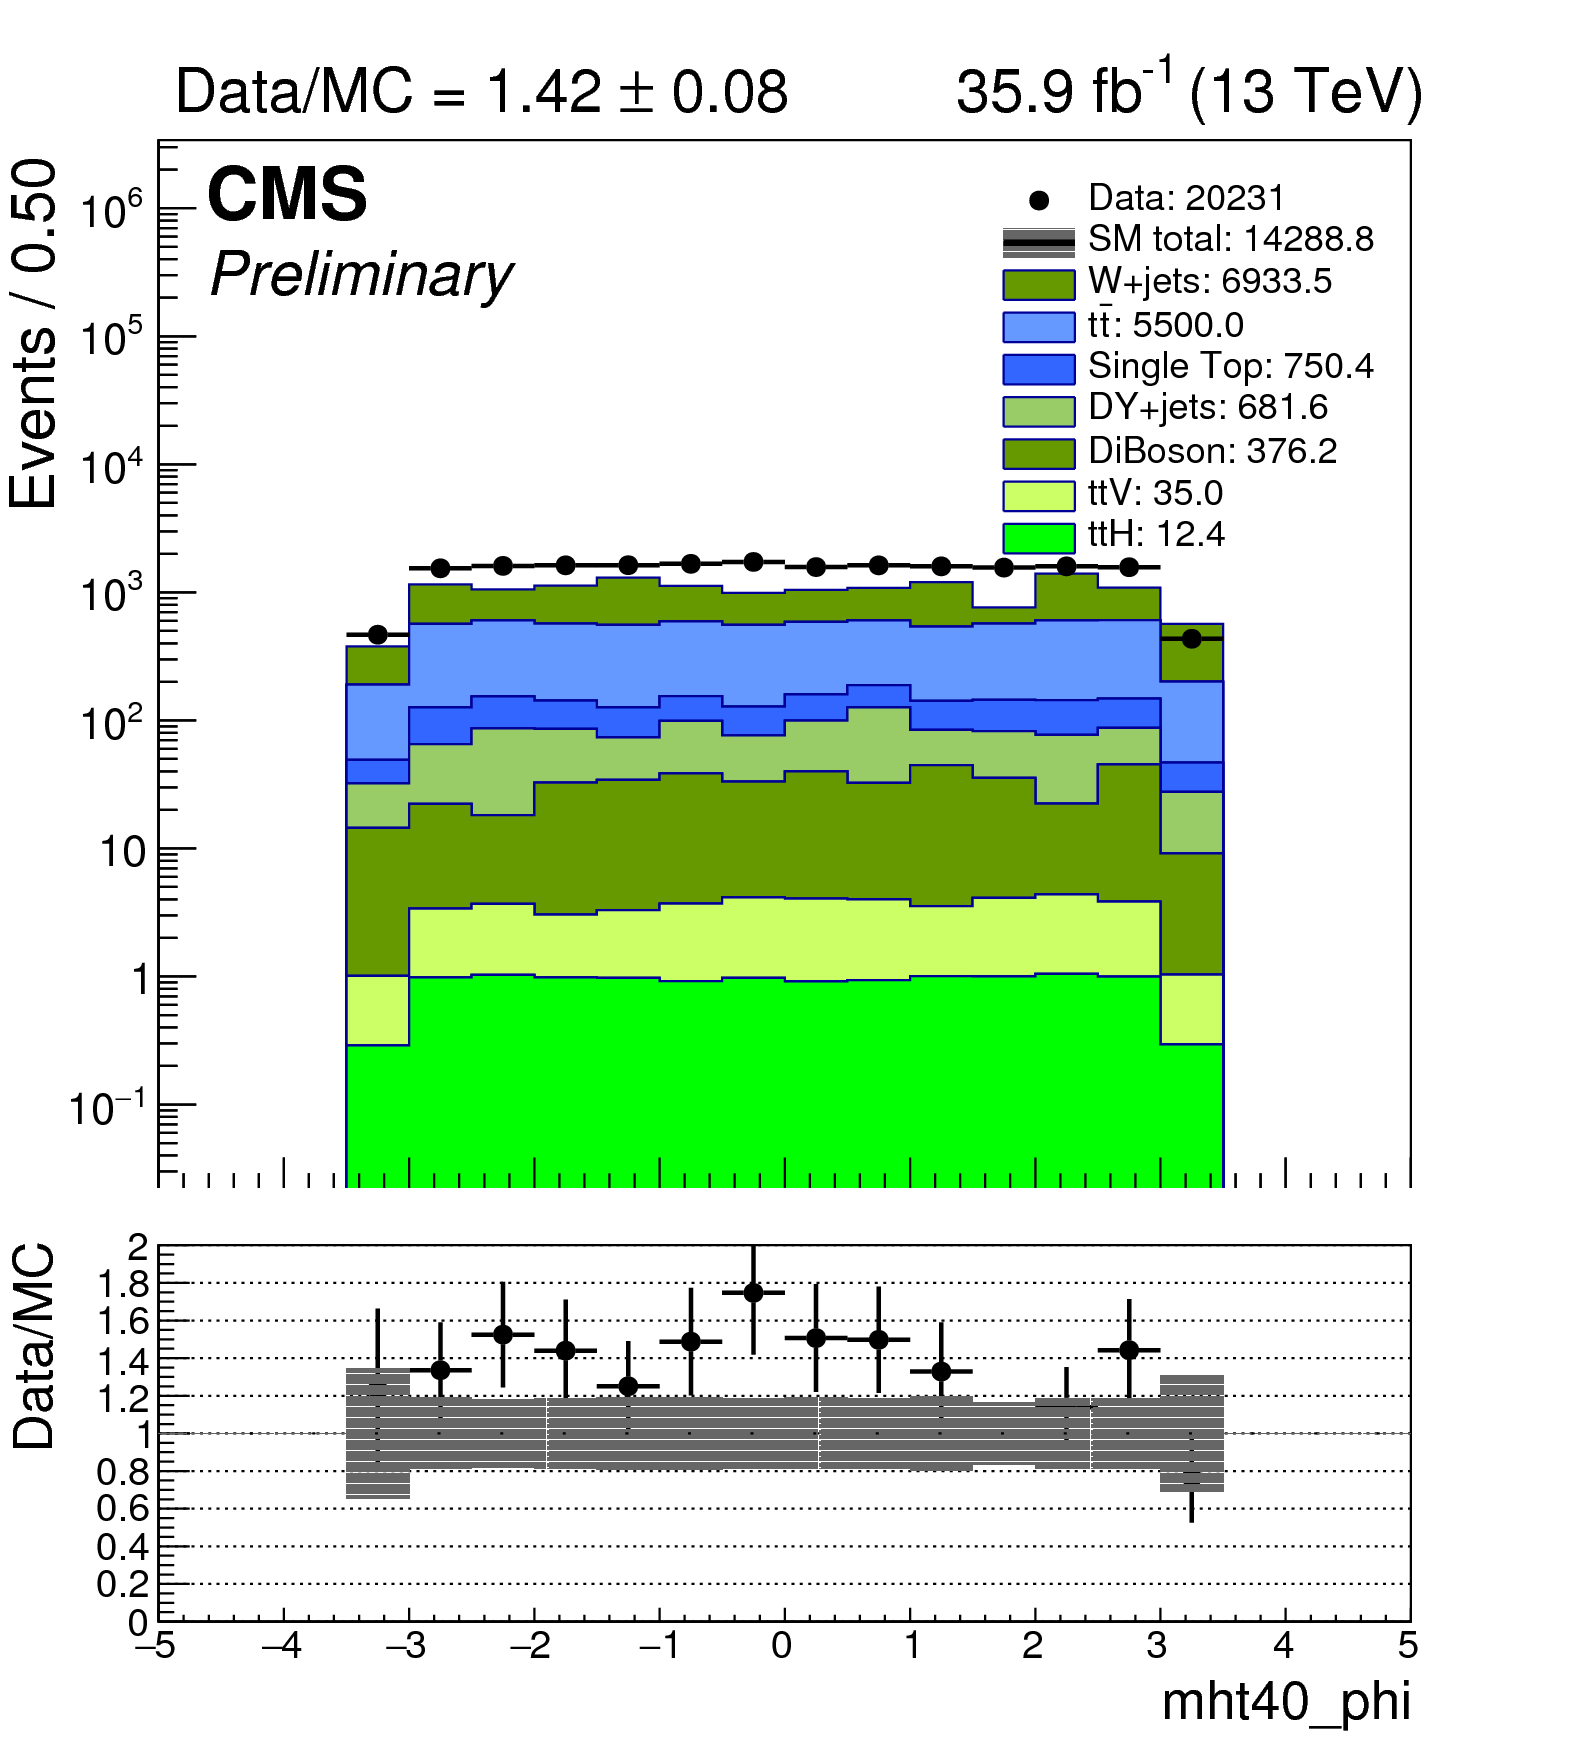 Data/MC = 1.42 ± 0.08
35.9 fb⁻¹ (13 TeV)
Events / 0.50
CMS
Preliminary
Data: 20231
SM total: 14288.8
W+jets: 6933.5
tt̄: 5500.0
Single Top: 750.4
DY+jets: 681.6
DiBoson: 376.2
ttV: 35.0
ttH: 12.4
10⁶
10⁵
10⁴
10³
10²
10
1
10⁻¹
Data/MC
2
1.8
1.6
1.4
1.2
1
0.8
0.6
0.4
0.2
0
−5 −4 −3 −2 −1 0 1 2 3 4 5
mht40_phi